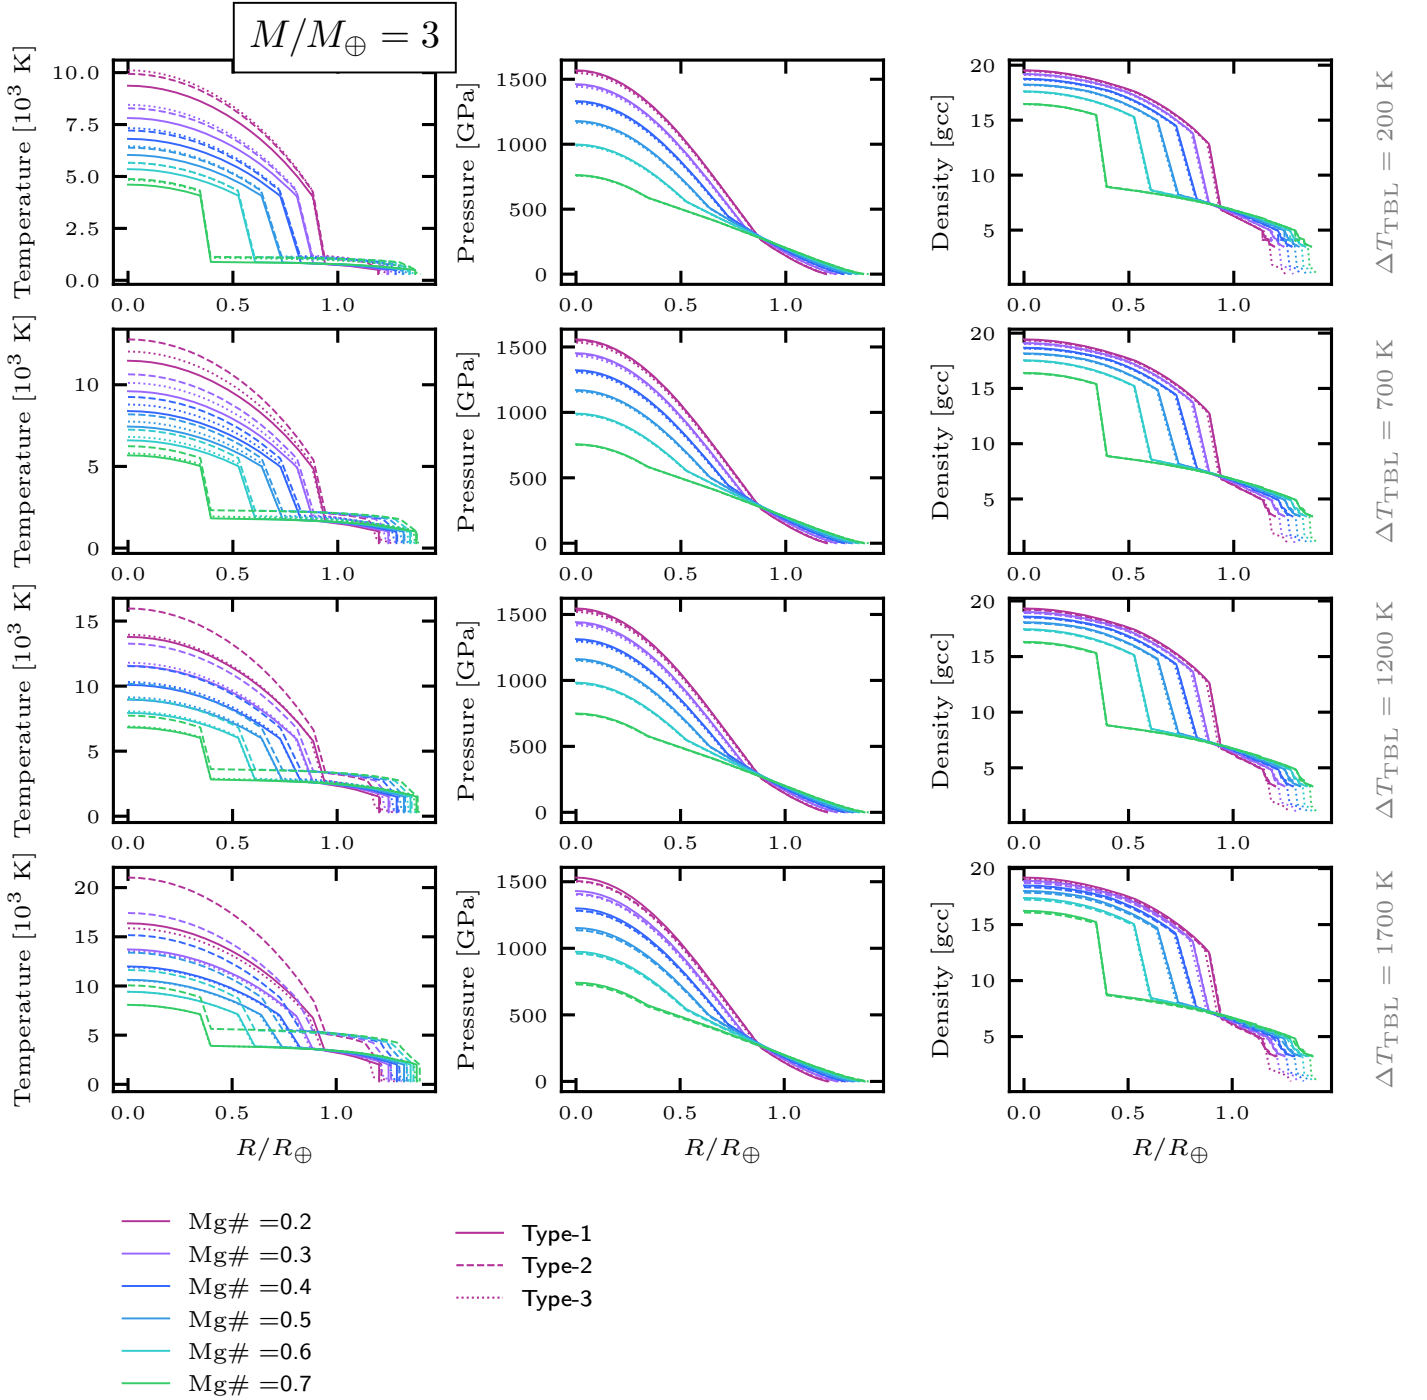 M/M⊕ = 3
Temperature [10³ K]
10.0
7.5
5.0
2.5
0.0
0.0 0.5 1.0
Pressure [GPa]
1500
1000
500
0
0.0 0.5 1.0
Density [gcc]
20
15
10
5
0.0 0.5 1.0
ΔT_TBL = 200 K
Temperature [10³ K]
10
5
0
0.0 0.5 1.0
Pressure [GPa]
1500
1000
500
0
0.0 0.5 1.0
Density [gcc]
20
15
10
5
0.0 0.5 1.0
ΔT_TBL = 700 K
Temperature [10³ K]
15
10
5
0
0.0 0.5 1.0
Pressure [GPa]
1500
1000
500
0
0.0 0.5 1.0
Density [gcc]
20
15
10
5
0.0 0.5 1.0
ΔT_TBL = 1200 K
Temperature [10³ K]
20
15
10
5
0
0.0 0.5 1.0
R/R⊕
Pressure [GPa]
1500
1000
500
0
0.0 0.5 1.0
R/R⊕
Density [gcc]
20
15
10
5
0.0 0.5 1.0
R/R⊕
ΔT_TBL = 1700 K
Mg# =0.2
Mg# =0.3
Mg# =0.4
Mg# =0.5
Mg# =0.6
Mg# =0.7
Type-1
Type-2
Type-3